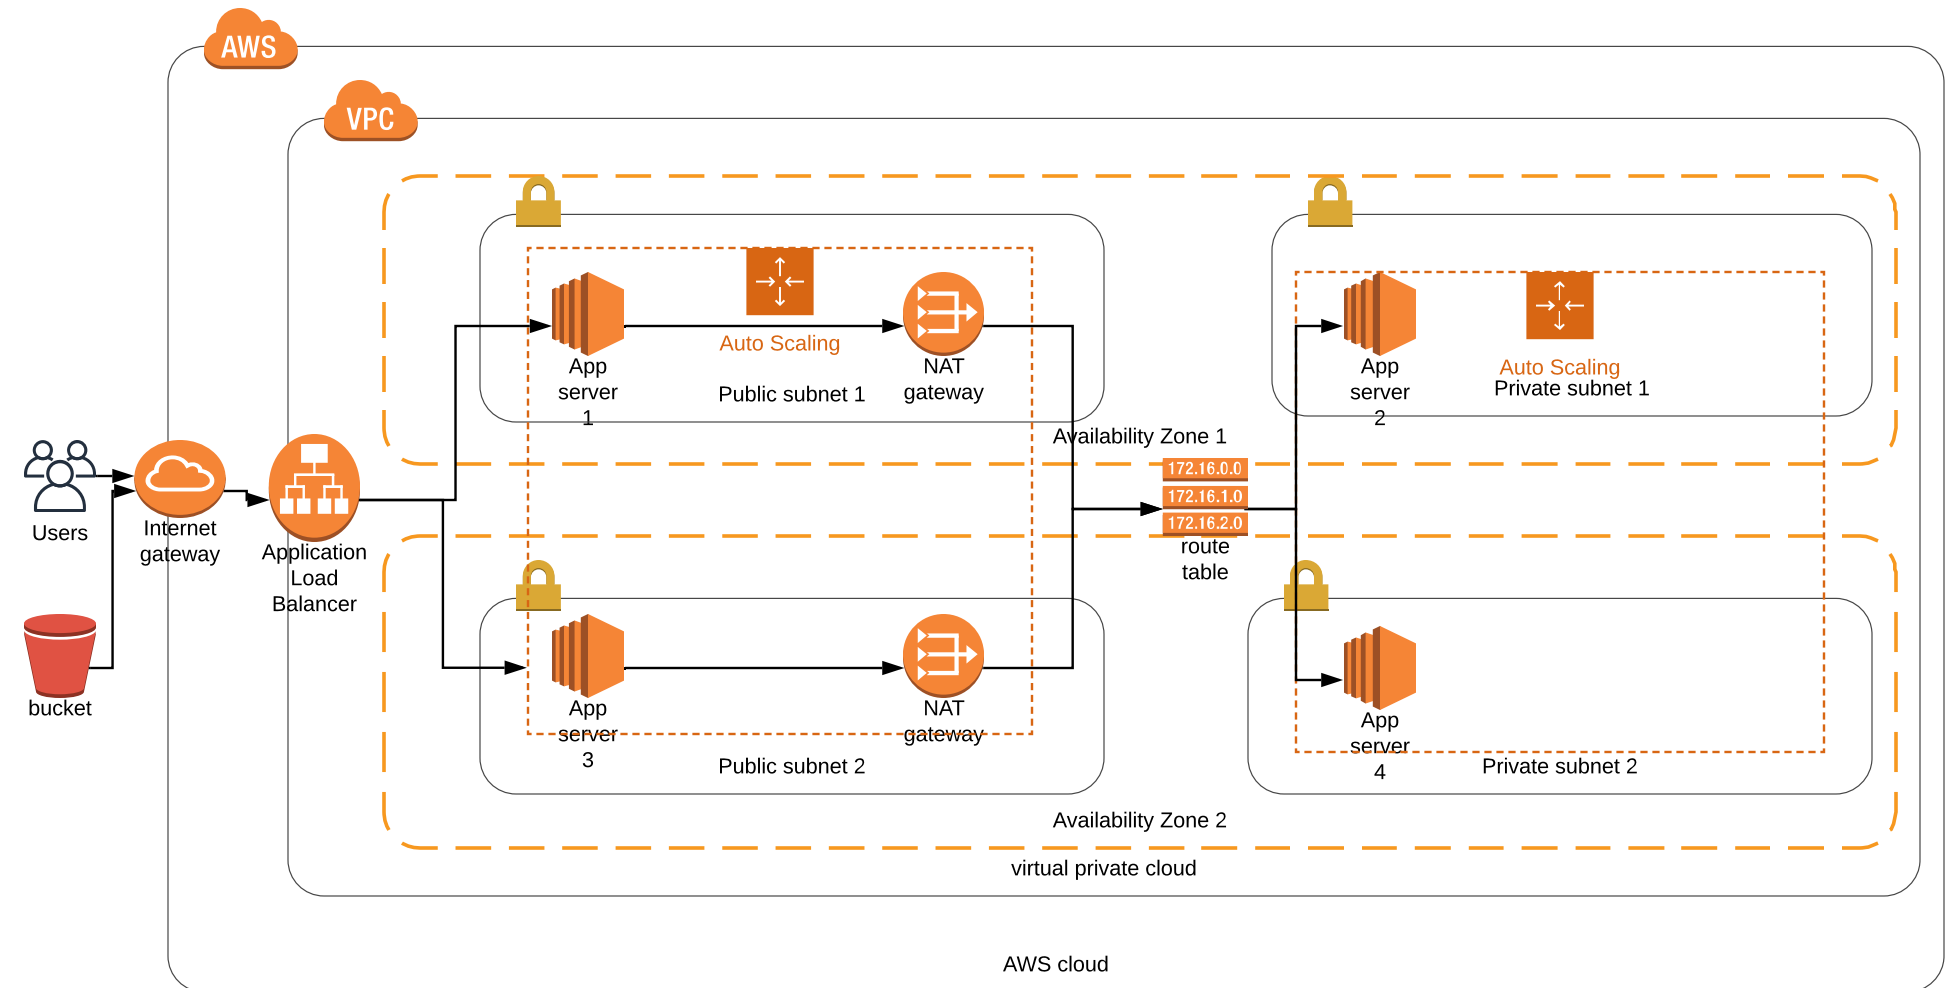 AWS
VPC
Auto Scaling
App
server
1
NAT
gateway
Public subnet 1
App
server
2
Auto Scaling
Private subnet 1
Availability Zone 1
172.16.0.0
172.16.1.0
172.16.2.0
route
table
Users
Internet
gateway
Application
Load
Balancer
bucket
App
server
3
NAT
gateway
Public subnet 2
App
server
4
Private subnet 2
Availability Zone 2
virtual private cloud
AWS cloud